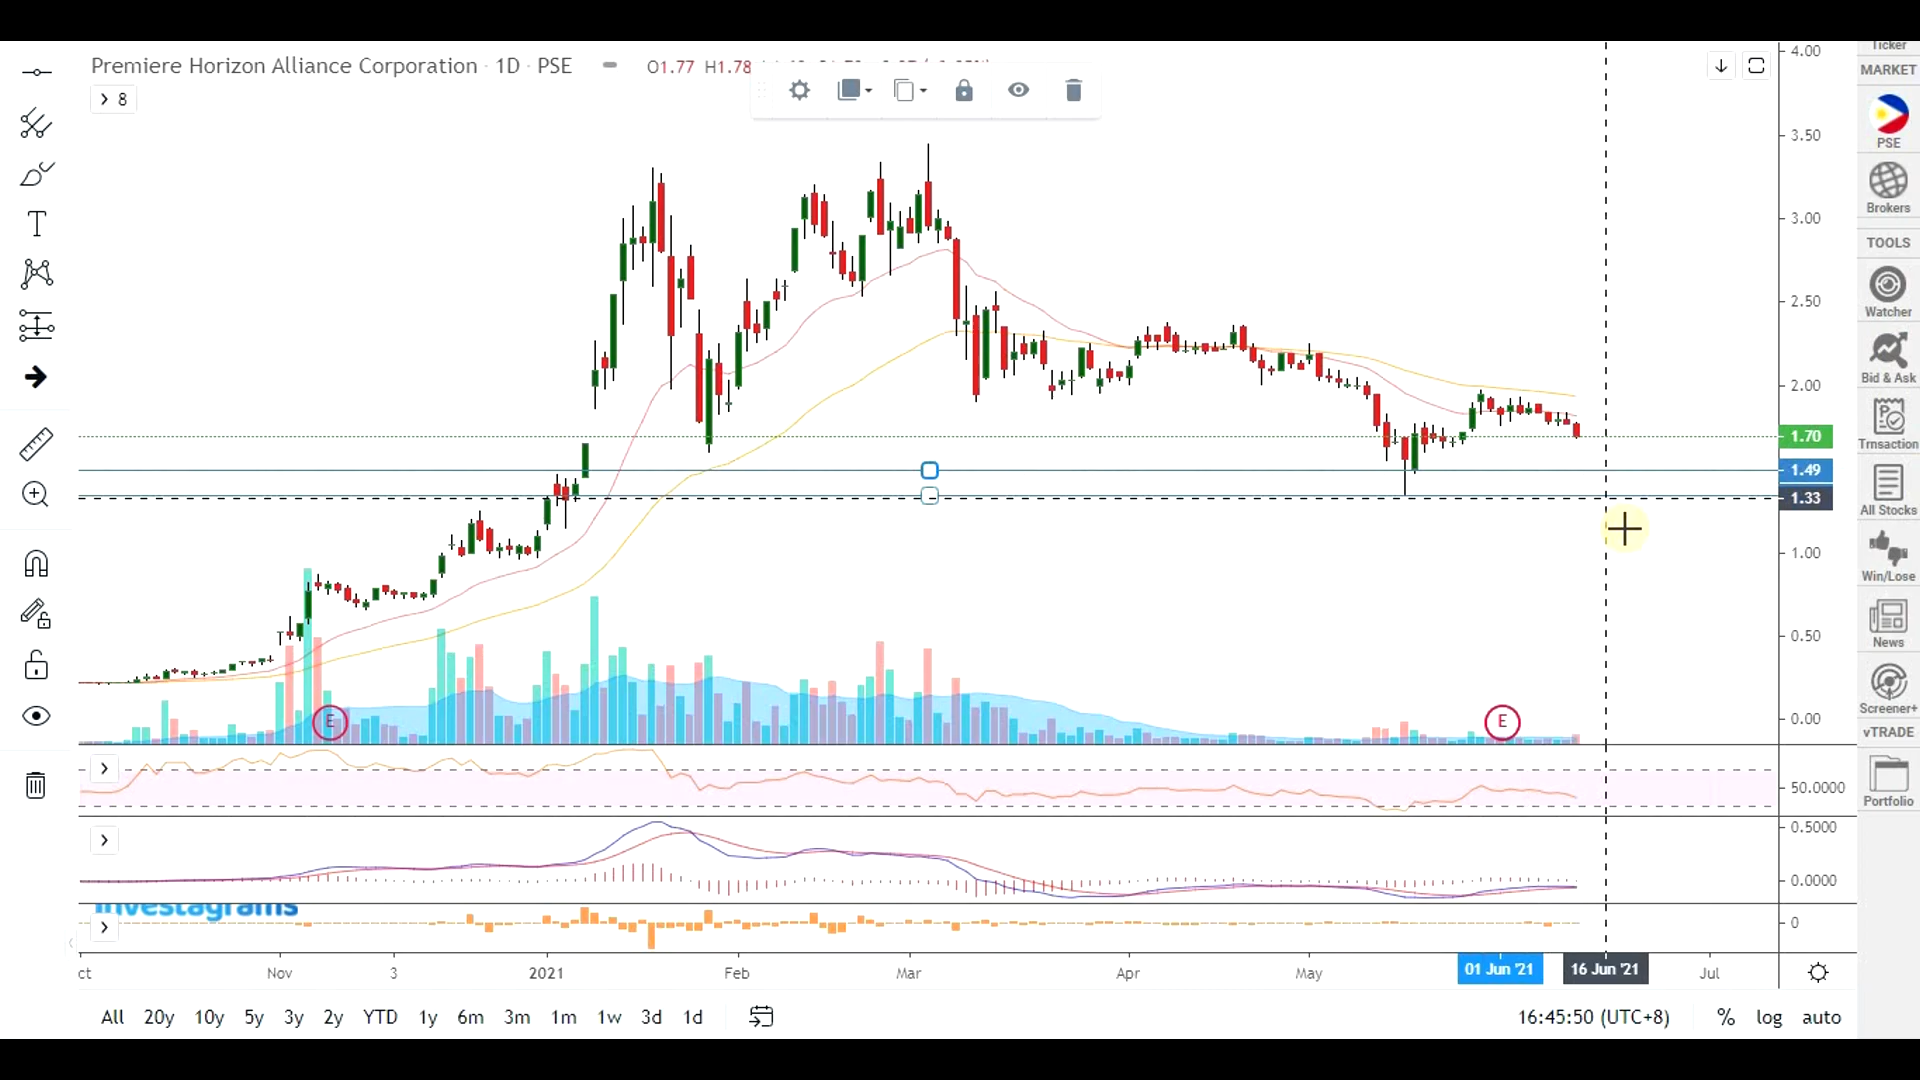 Ticker
Premiere Horizon Alliance Corporation · 1D · PSE O1.77 H1.78
8
4.00
3.50
3.00
2.50
2.00
1.70
1.49
1.33
1.00
0.50
0.00
E
E
50.0000
0.5000
0.0000
Investagrams
0
ct Nov 3 2021 Feb Mar Apr May 01 Jun '21 16 Jun '21 Jul
All 20y 10y 5y 3y 2y YTD 1y 6m 3m 1m 1w 3d 1d 16:45:50 (UTC+8) % log auto
MARKET
PSE
Brokers
TOOLS
Watcher
Bid & Ask
Trnsaction
All Stocks
Win/Lose
News
Screener+
vTRADE
Portfolio